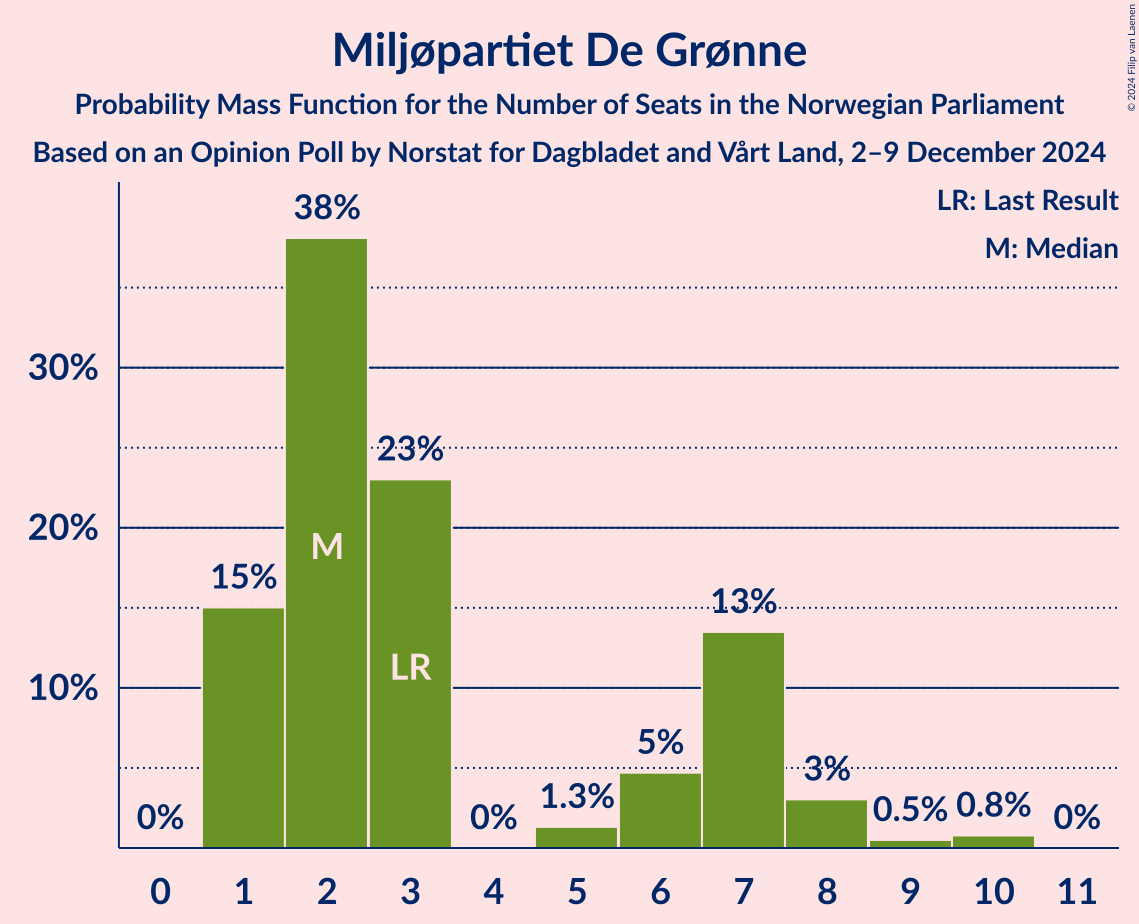 Miljøpartiet De Grønne
Probability Mass Function for the Number of Seats in the Norwegian Parliament
Based on an Opinion Poll by Norstat for Dagbladet and Vårt Land, 2–9 December 2024
© 2024 Filip van Laenen
LR: Last Result
M: Median
30%
20%
10%
0%
15%
38%
23%
0%
1.3%
5%
13%
3%
0.5%
0.8%
0%
M
LR
0 1 2 3 4 5 6 7 8 9 10 11